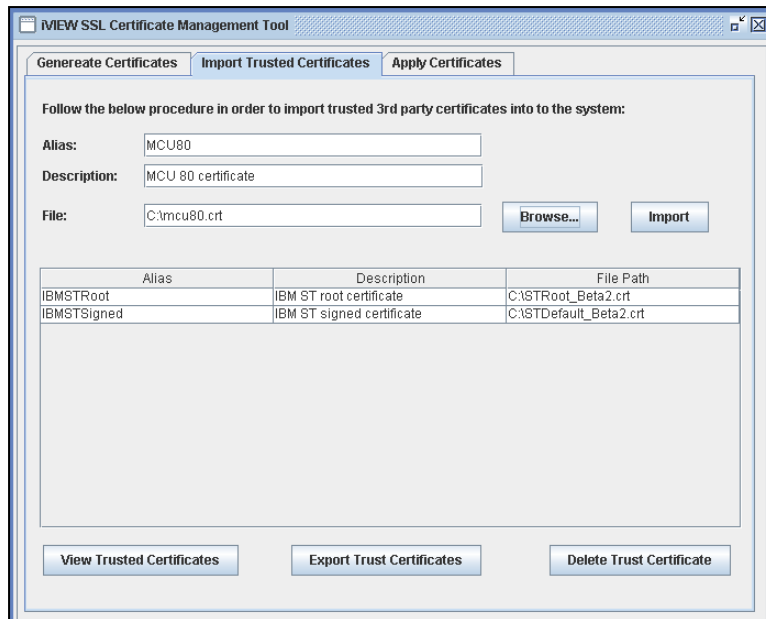 iVIEW SSL Certificate Management Tool
Genereate Certificates Import Trusted Certificates Apply Certificates
Follow the below procedure in order to import trusted 3rd party certificates into to the system:
Alias: MCU80
Description: MCU 80 certificate
File: C:\mcu80.crt Browse... Import
Alias Description File Path
IBMSTRoot IBM ST root certificate C:\STRoot_Beta2.crt
IBMSTSigned IBM ST signed certificate C:\STDefault_Beta2.crt
View Trusted Certificates Export Trust Certificates Delete Trust Certificate